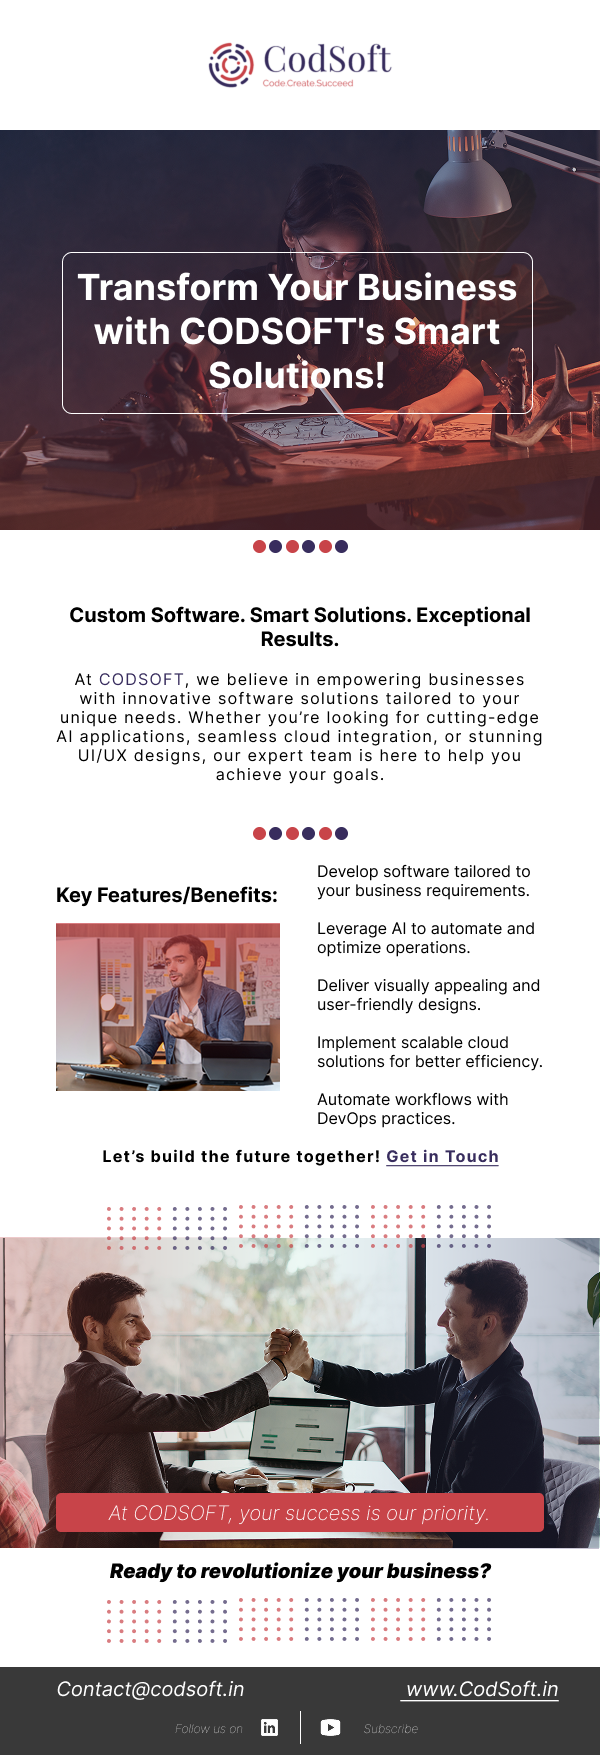 CodSoft
Code.Create.Succeed
Transform Your Business
with CODSOFT's Smart
Solutions!
Custom Software. Smart Solutions. Exceptional
Results.
At CODSOFT, we believe in empowering businesses
with innovative software solutions tailored to your
unique needs. Whether you’re looking for cutting-edge
AI applications, seamless cloud integration, or stunning
UI/UX designs, our expert team is here to help you
achieve your goals.
Key Features/Benefits:
Develop software tailored to
your business requirements.
Leverage AI to automate and
optimize operations.
Deliver visually appealing and
user-friendly designs.
Implement scalable cloud
solutions for better efficiency.
Automate workflows with
DevOps practices.
Let’s build the future together! Get in Touch
At CODSOFT, your success is our priority.
Ready to revolutionize your business?
Contact@codsoft.in
www.CodSoft.in
Follow us on
Subscribe